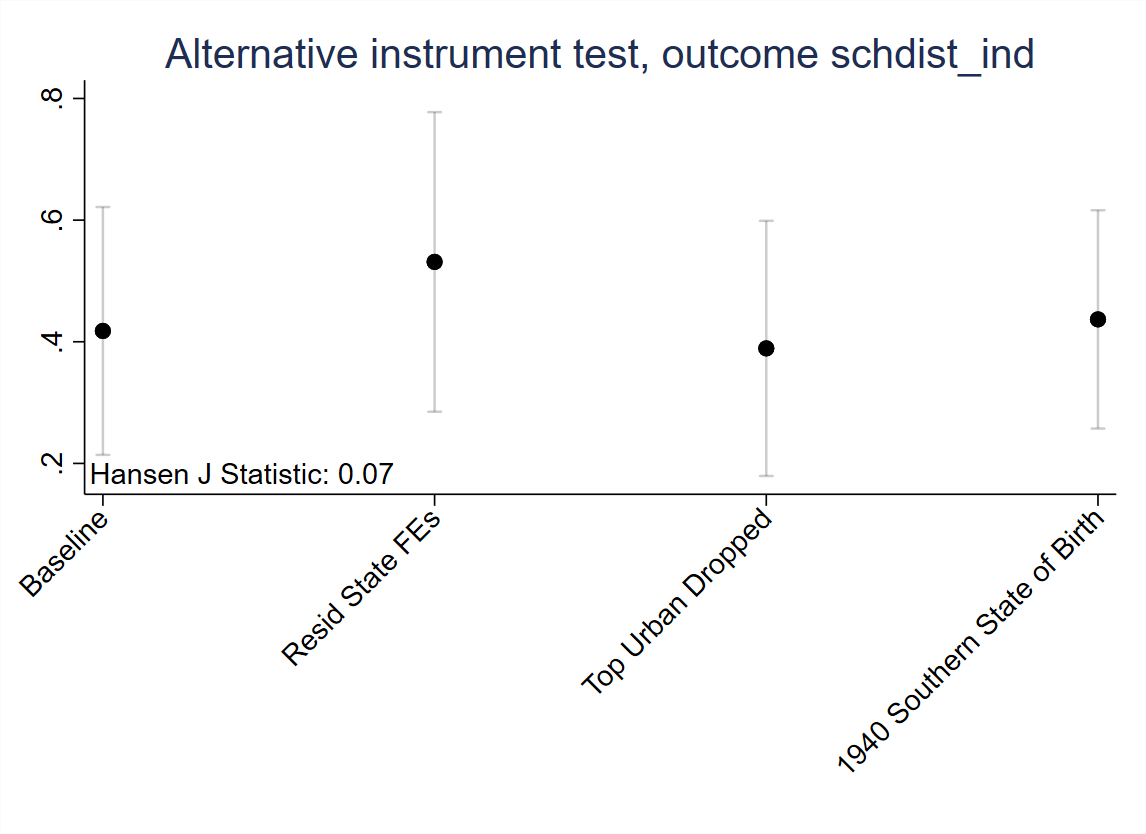 Alternative instrument test, outcome schdist_ind
.8
.6
.4
.2
Hansen J Statistic: 0.07
Baseline
Resid State FEs
Top Urban Dropped
1940 Southern State of Birth